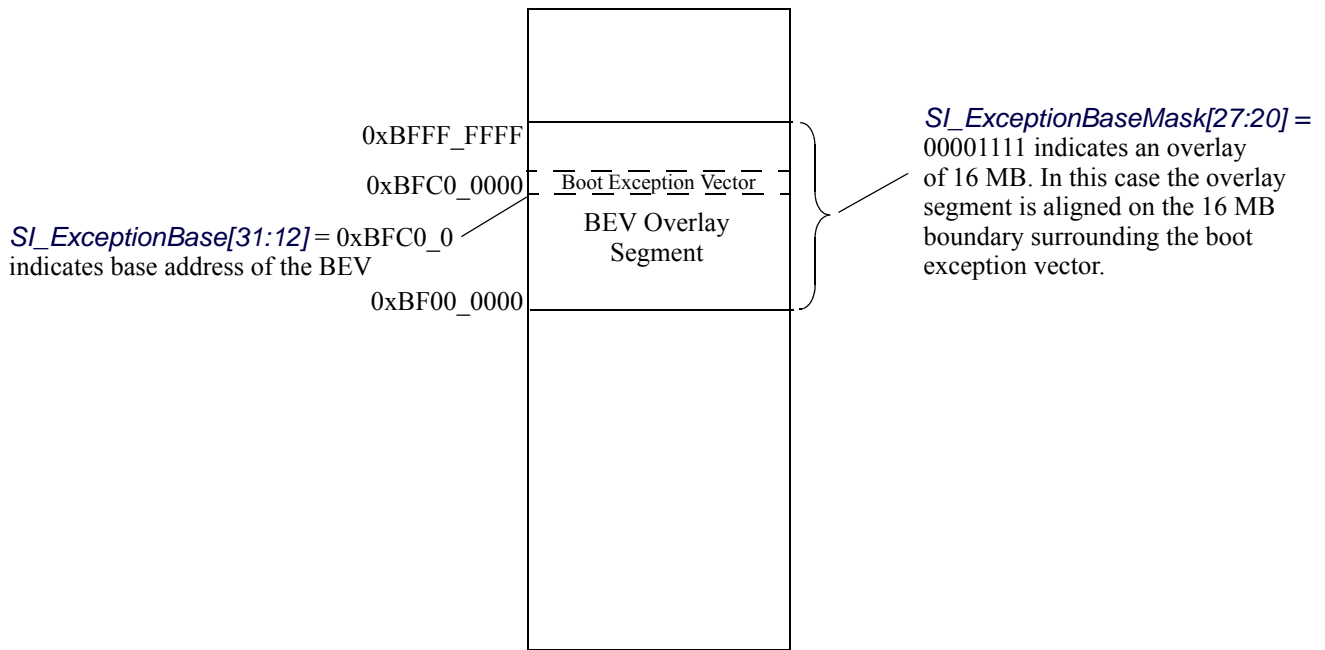 0xBFFF_FFFF
0xBFC0_0000
Boot Exception Vector
BEV Overlay
Segment
0xBF00_0000
SI_ExceptionBase[31:12] = 0xBFC0_0
indicates base address of the BEV
SI_ExceptionBaseMask[27:20] =
00001111 indicates an overlay
of 16 MB. In this case the overlay
segment is aligned on the 16 MB
boundary surrounding the boot
exception vector.